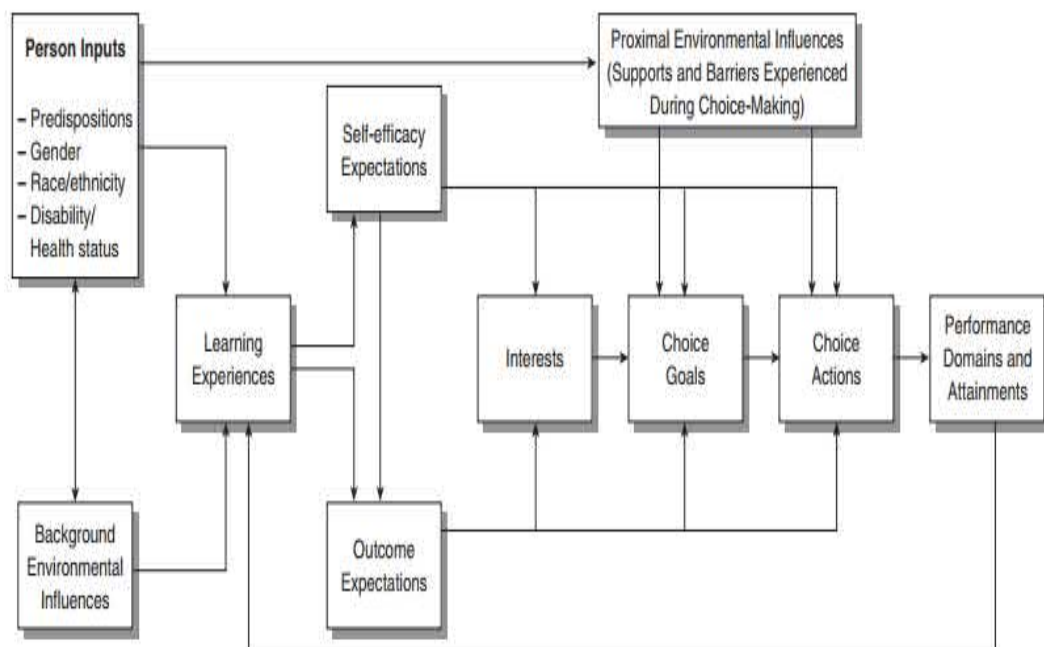 Person Inputs
– Predispositions
– Gender
– Race/ethnicity
– Disability/
Health status
Proximal Environmental Influences
(Supports and Barriers Experienced
During Choice-Making)
Self-efficacy
Expectations
Learning
Experiences
Interests
Choice
Goals
Choice
Actions
Performance
Domains and
Attainments
Background
Environmental
Influences
Outcome
Expectations